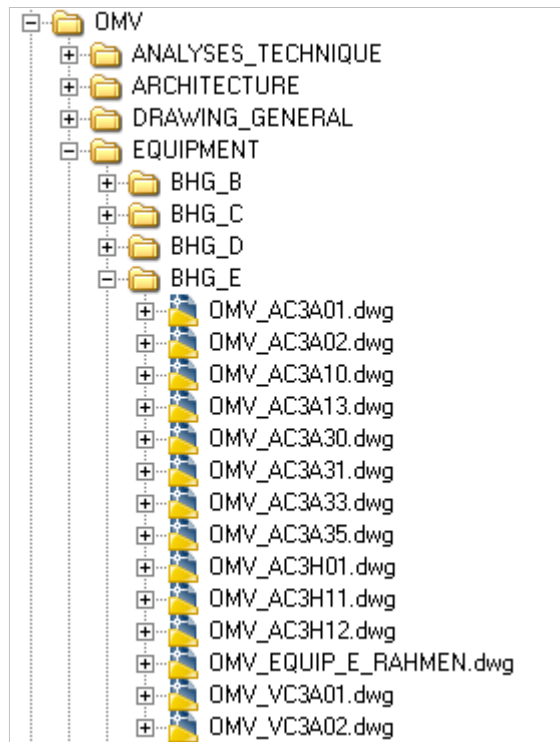 OMV
ANALYSES_TECHNIQUE
ARCHITECTURE
DRAWING_GENERAL
EQUIPMENT
BHG_B
BHG_C
BHG_D
BHG_E
OMV_AC3A01.dwg
OMV_AC3A02.dwg
OMV_AC3A10.dwg
OMV_AC3A13.dwg
OMV_AC3A30.dwg
OMV_AC3A31.dwg
OMV_AC3A33.dwg
OMV_AC3A35.dwg
OMV_AC3H01.dwg
OMV_AC3H11.dwg
OMV_AC3H12.dwg
OMV_EQUIP_E_RAHMEN.dwg
OMV_VC3A01.dwg
OMV_VC3A02.dwg